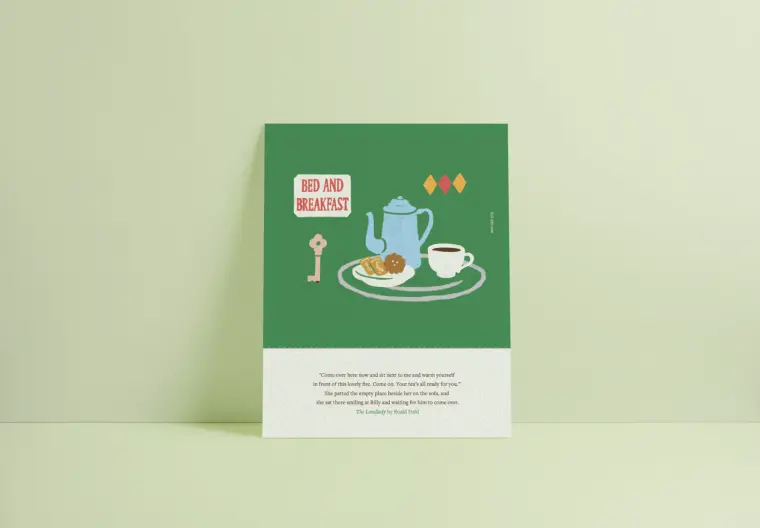 BED AND
BREAKFAST
"Come over here now and sit next to me and warm yourself
in front of this lovely fire. Come on. Your tea's all ready for you."
She patted the empty place beside her on the sofa, and
she sat there smiling at Billy and waiting for him to come over.
The Landlady by Roald Dahl